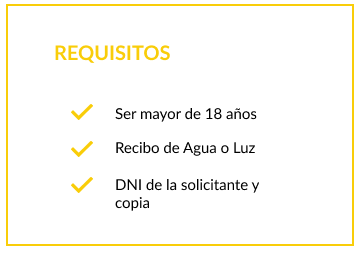 REQUISITOS
Ser mayor de 18 años
Recibo de Agua o Luz
DNI de la solicitante y
copia